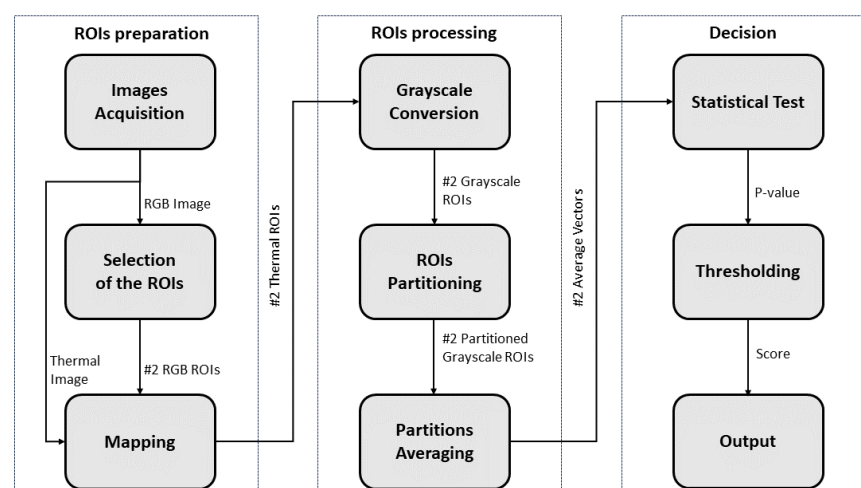 ROIs preparation
Images
Acquisition
RGB Image
Selection
of the ROIs
Thermal
Image
#2 RGB ROIs
Mapping
#2 Thermal ROIs
ROIs processing
Grayscale
Conversion
#2 Grayscale
ROIs
ROIs
Partitioning
#2 Partitioned
Grayscale ROIs
Partitions
Averaging
#2 Average Vectors
Decision
Statistical Test
P-value
Thresholding
Score
Output